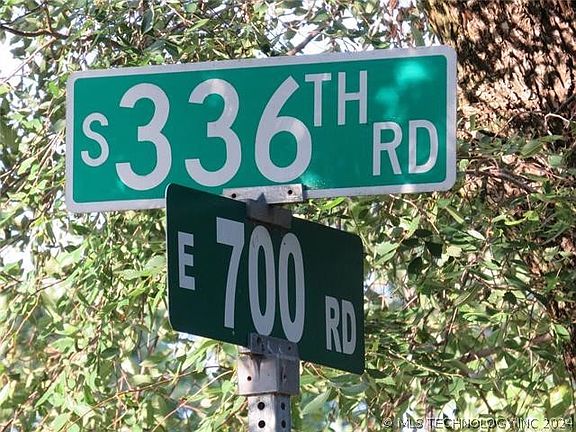 S 336TH RD
E 700 RD
© MLS TECHNOLOGY INC 2024